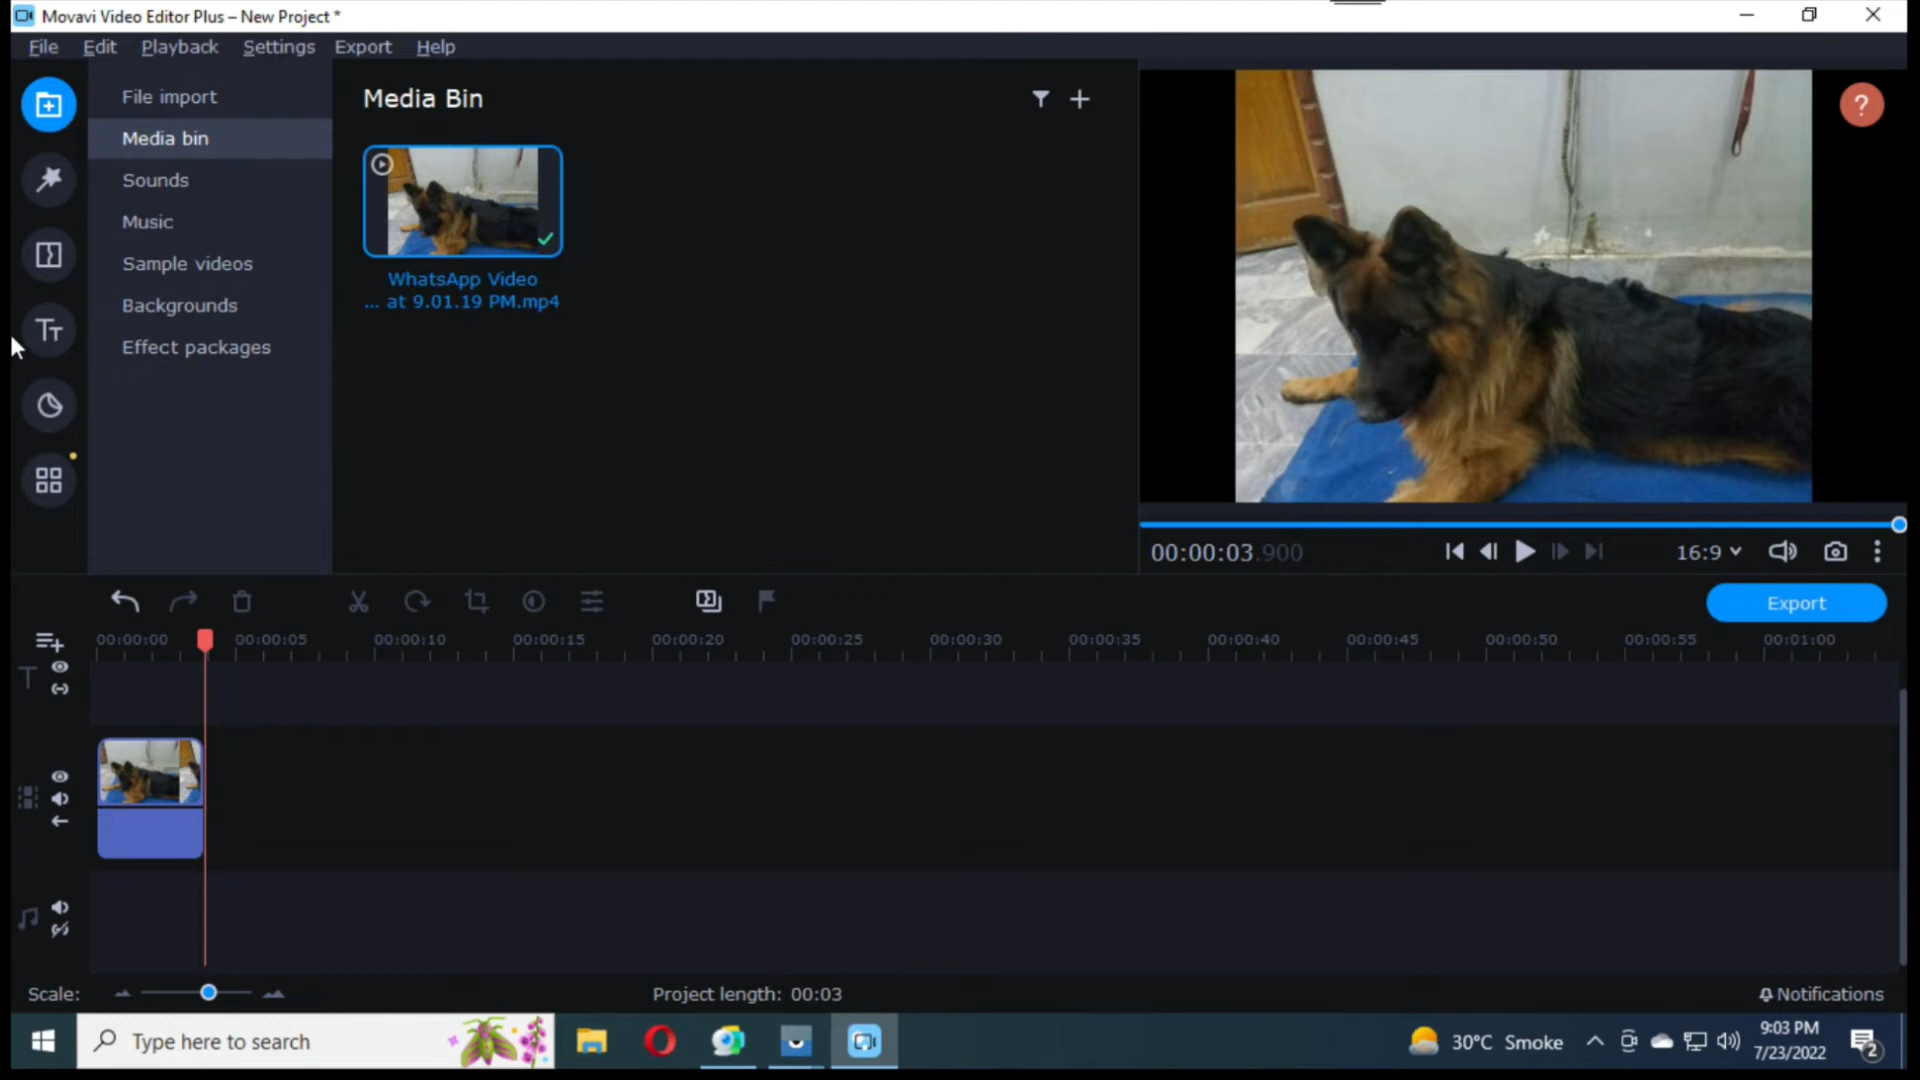 Movavi Video Editor Plus – New Project *
File Edit Playback Settings Export Help
File import
Media bin
Sounds
Music
Sample videos
Backgrounds
Effect packages
Media Bin
WhatsApp Video
... at 9.01.19 PM.mp4
?
00:00:03.900
16:9
Export
00:00:00 00:00:05 00:00:10 00:00:15 00:00:20 00:00:25 00:00:30 00:00:35 00:00:40 00:00:45 00:00:50 00:00:55 00:01:00
Scale:
Project length: 00:03
Notifications
Type here to search
30°C Smoke
9:03 PM
7/23/2022
2